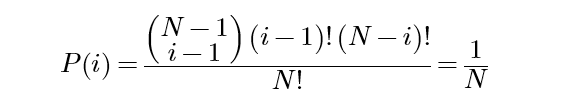 P(i) = \frac{\binom{N-1}{i-1}(i-1)!(N-i)!}{N!} = \frac{1}{N}